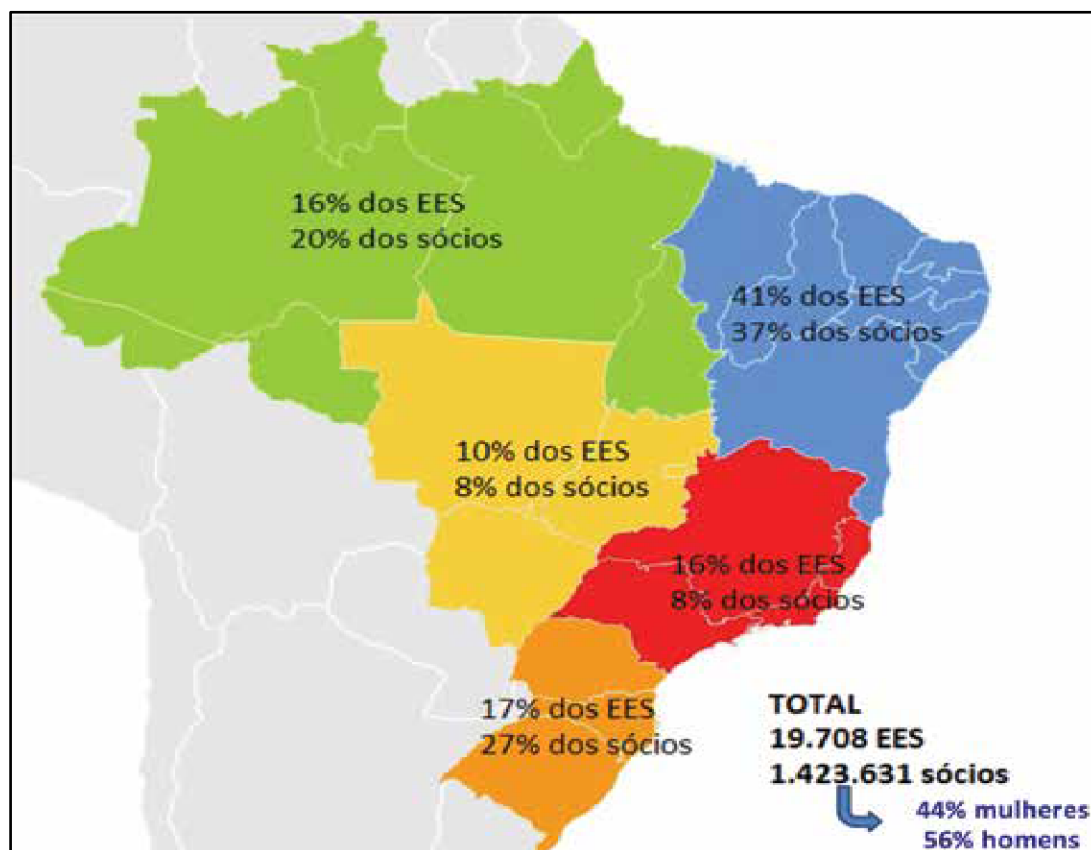 16% dos EES
20% dos sócios
41% dos EES
37% dos sócios
10% dos EES
8% dos sócios
16% dos EES
8% dos sócios
17% dos EES
27% dos sócios
TOTAL
19.708 EES
1.423.631 sócios
44% mulheres
56% homens